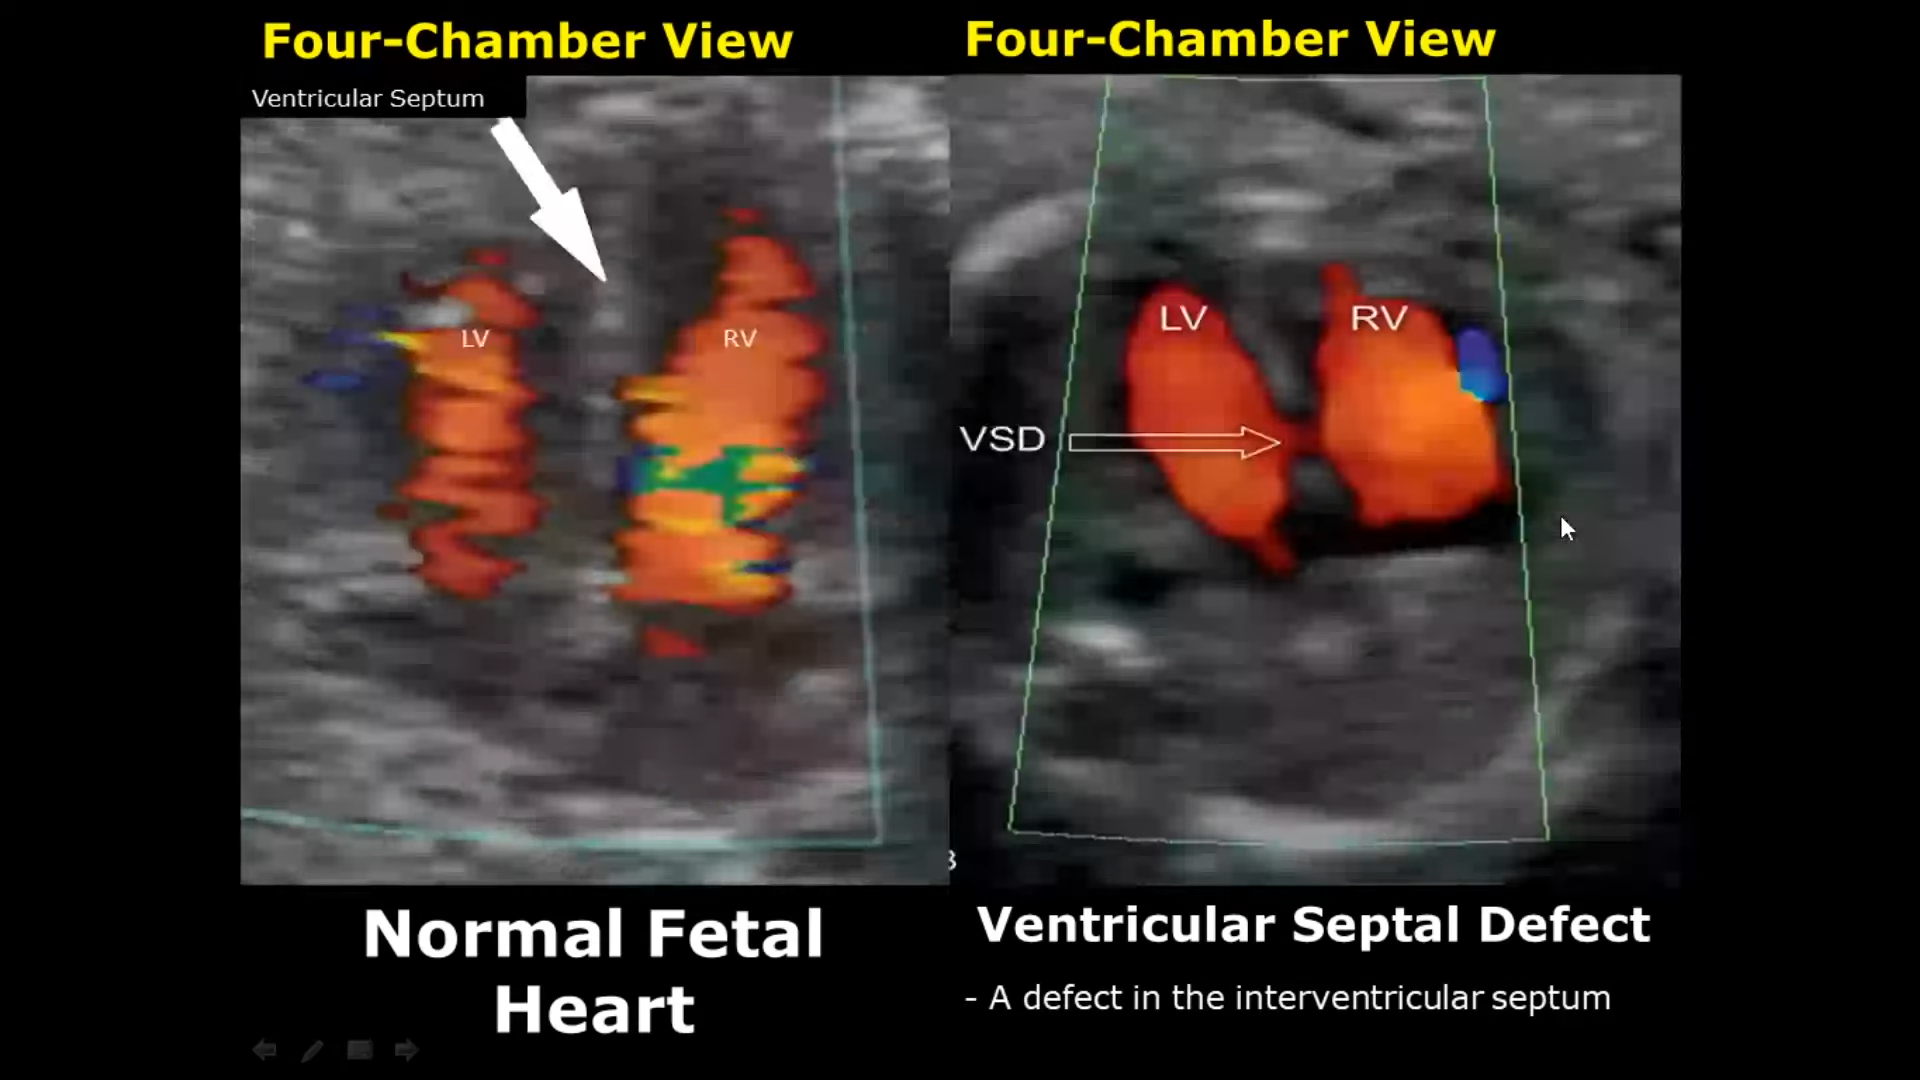 Four-Chamber View
Ventricular Septum
LV
RV
Normal Fetal
Heart
Four-Chamber View
LV
RV
VSD
Ventricular Septal Defect
- A defect in the interventricular septum